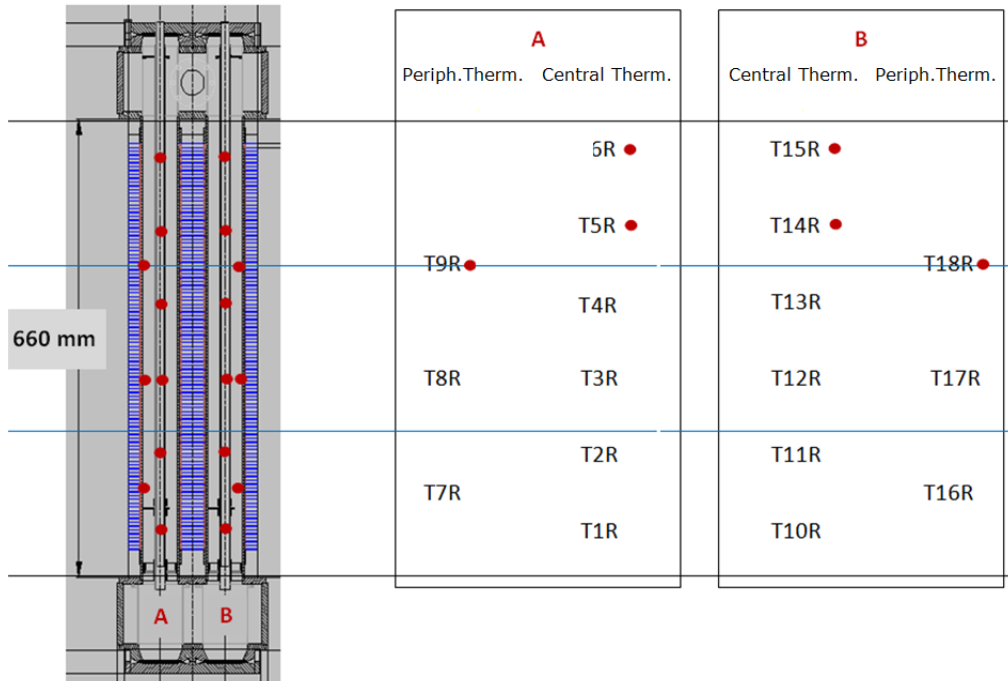 A B
Periph.Therm. Central Therm. Central Therm. Periph.Therm.
6R T15R
T5R T14R
T9R T18R
T4R T13R
660 mm
T8R T3R T12R T17R
T2R T11R
T7R T16R
T1R T10R
A B